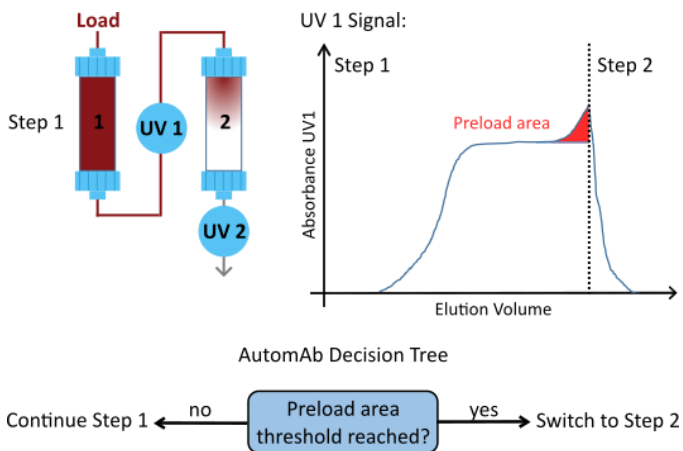 Load
UV 1 Signal:
Step 1
Step 2
Step 1
1
UV 1
2
UV 2
Preload area
Absorbance UV1
Elution Volume
AutomAb Decision Tree
Continue Step 1
no
Preload area
threshold reached?
yes
Switch to Step 2